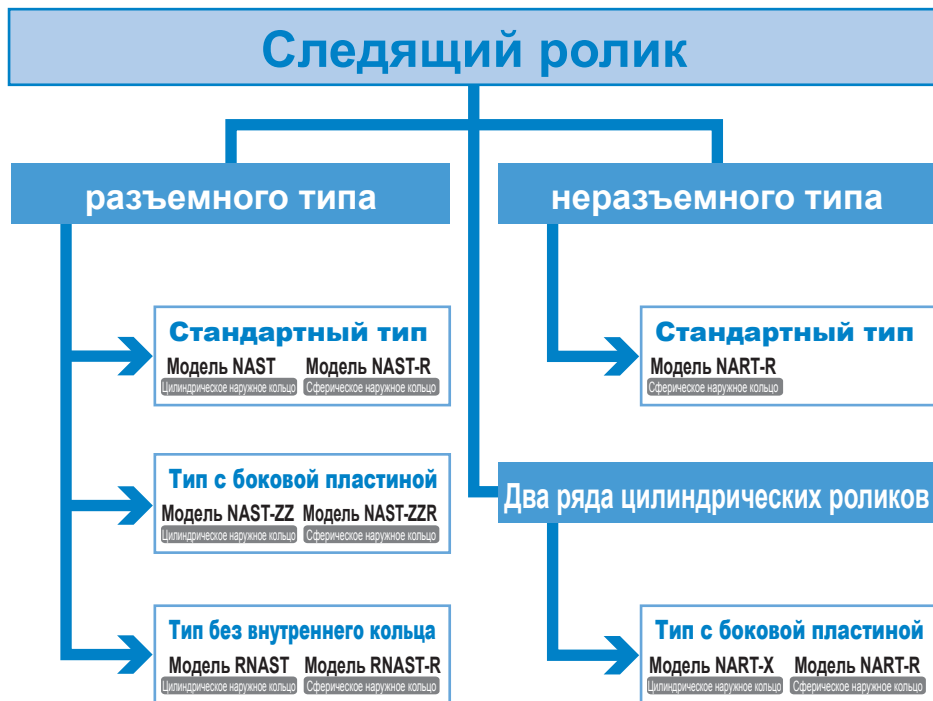 Следящий ролик
разъемного типа
Стандартный тип
Модель NAST Модель NAST-R
Цилиндрическое наружное кольцо Сферическое наружное кольцо
Тип с боковой пластиной
Модель NAST-ZZ Модель NAST-ZZR
Цилиндрическое наружное кольцо Сферическое наружное кольцо
Тип без внутреннего кольца
Модель RNAST Модель RNAST-R
Цилиндрическое наружное кольцо Сферическое наружное кольцо
неразъемного типа
Стандартный тип
Модель NART-R
Сферическое наружное кольцо
Два ряда цилиндрических роликов
Тип с боковой пластиной
Модель NART-X Модель NART-R
Цилиндрическое наружное кольцо Сферическое наружное кольцо